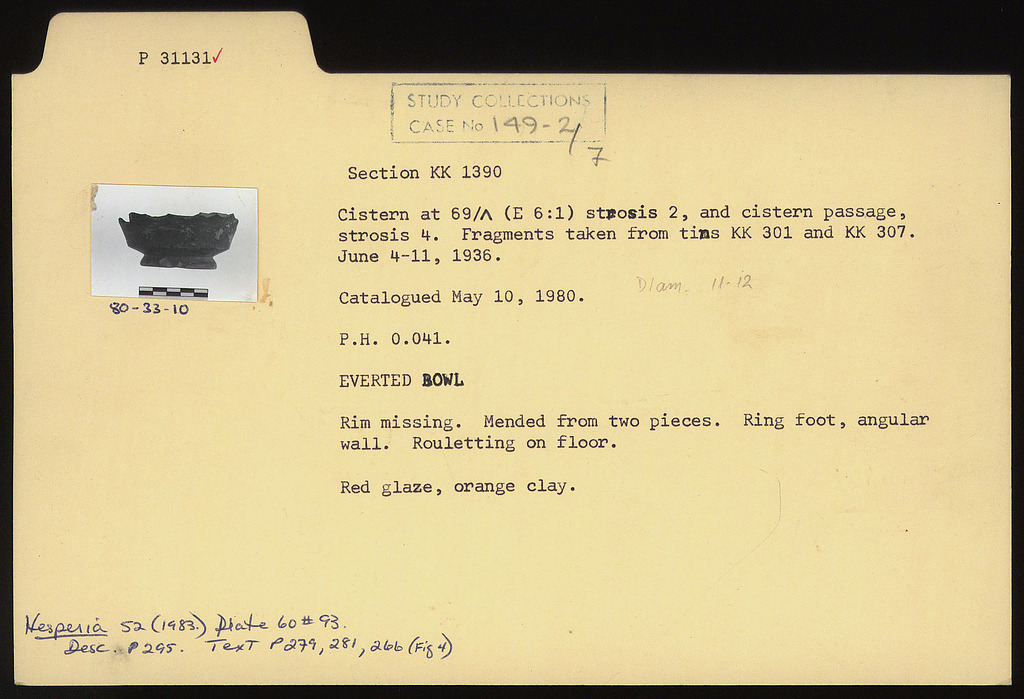 P 31131✓
STUDY COLLECTIONS
CASE No 149-2/7
Section KK 1390
Cistern at 69/Λ (E 6:1) strosis 2, and cistern passage,
strosis 4. Fragments taken from tins KK 301 and KK 307.
June 4-11, 1936.
Diam. 11-12
Catalogued May 10, 1980.
80-33-10
P.H. 0.041.
EVERTED BOWL
Rim missing. Mended from two pieces. Ring foot, angular
wall. Rouletting on floor.
Red glaze, orange clay.
Hesperia 52 (1983.) Plate 60 # 93.
Desc. P 295. Text P 279, 281, 266 (Fig 4)